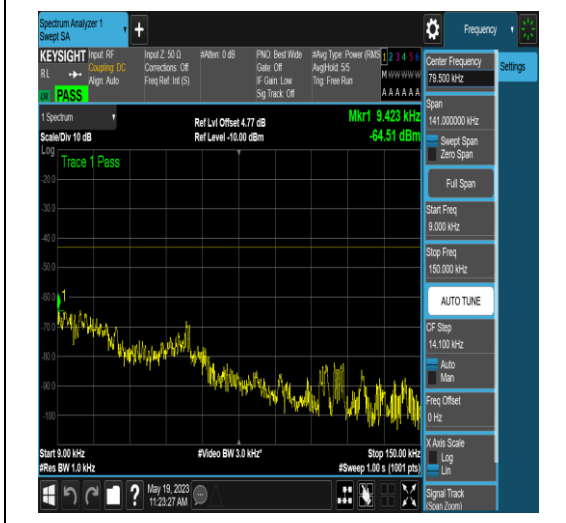 Spectrum Analyzer 1
Swept SA
Frequency
KEYSIGHT
Input: RF
Coupling: DC
Align: Auto
Input Z: 50 Ω
Corrections: Off
Freq Ref: Int (S)
#Atten: 0 dB
PNO: Best Wide
Gate: Off
IF Gain: Low
Sig Track: Off
#Avg Type: Power (RMS
Avg|Hold: 5/5
Trig: Free Run
1 2 3 4 5 6
M W W W W W
A A A A A A
RL
PASS
Center Frequency
79.500 kHz
Settings
Span
141.000000 kHz
Swept Span
Zero Span
Full Span
Start Freq
9.000 kHz
Stop Freq
150.000 kHz
AUTO TUNE
CF Step
14.100 kHz
Auto
Man
Freq Offset
0 Hz
X Axis Scale
Log
Lin
Signal Track
(Span Zoom)
1 Spectrum
Scale/Div 10 dB
Ref Lvl Offset 4.77 dB
Ref Level -10.00 dBm
Mkr1 9.423 kHz
-64.51 dBm
Log
Trace 1 Pass
-20.0
-30.0
-40.0
-50.0
-60.0
1
-70.0
-80.0
-90.0
-100
Start 9.00 kHz
#Res BW 1.0 kHz
#Video BW 3.0 kHz*
Stop 150.00 kHz
#Sweep 1.00 s (1001 pts)
?
May 19, 2023
11:23:27 AM